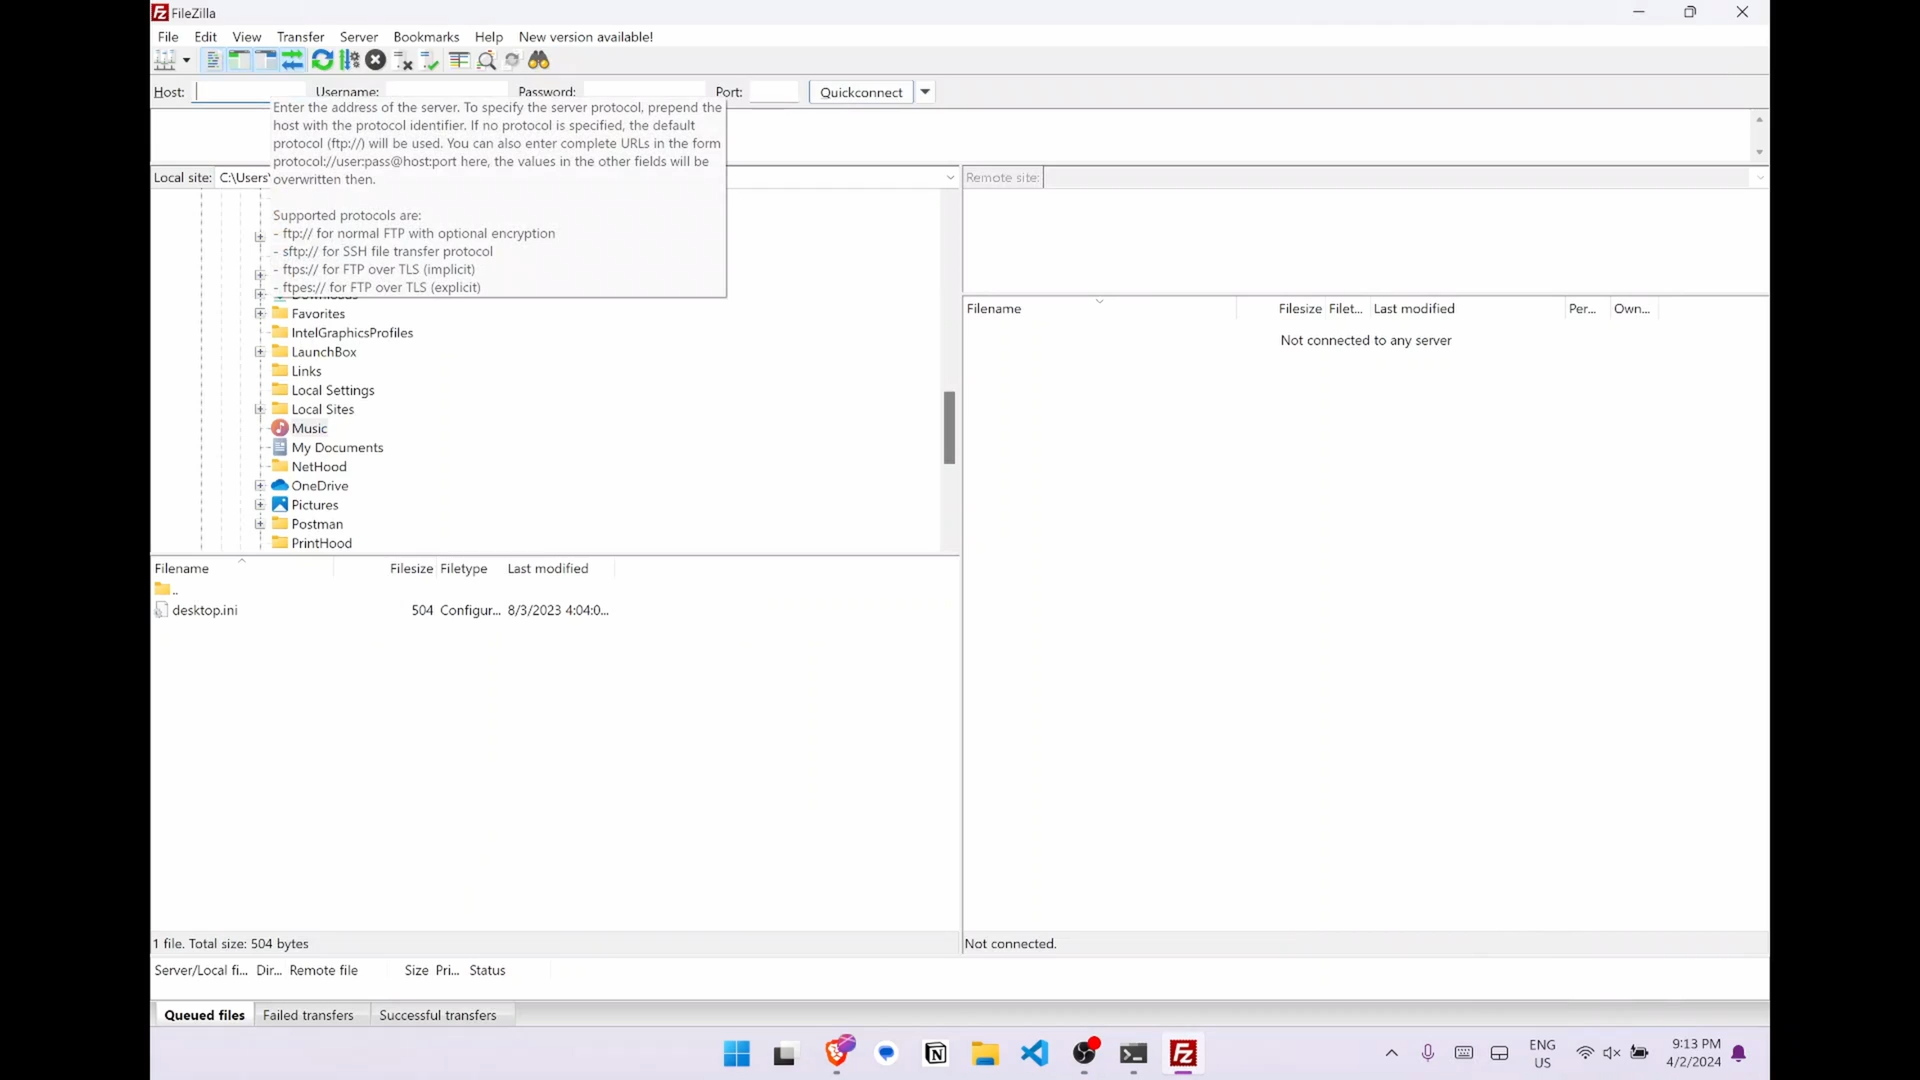 FileZilla
File Edit View Transfer Server Bookmarks Help New version available!
Host: Username: Password: Port: Quickconnect
Enter the address of the server. To specify the server protocol, prepend the
host with the protocol identifier. If no protocol is specified, the default
protocol (ftp://) will be used. You can also enter complete URLs in the form
protocol://user:pass@host:port here, the values in the other fields will be
overwritten then.
Supported protocols are:
- ftp:// for normal FTP with optional encryption
- sftp:// for SSH file transfer protocol
- ftps:// for FTP over TLS (implicit)
- ftpes:// for FTP over TLS (explicit)
Local site: C:\Users\
Downloads
Favorites
IntelGraphicsProfiles
LaunchBox
Links
Local Settings
Local Sites
Music
My Documents
NetHood
OneDrive
Pictures
Postman
PrintHood
Filename Filesize Filetype Last modified
..
desktop.ini 504 Configur... 8/3/2023 4:04:0...
1 file. Total size: 504 bytes
Remote site:
Filename Filesize Filet... Last modified Per... Own...
Not connected to any server
Not connected.
Server/Local fi... Dir... Remote file Size Pri... Status
Queued files Failed transfers Successful transfers
ENG
US
9:13 PM
4/2/2024